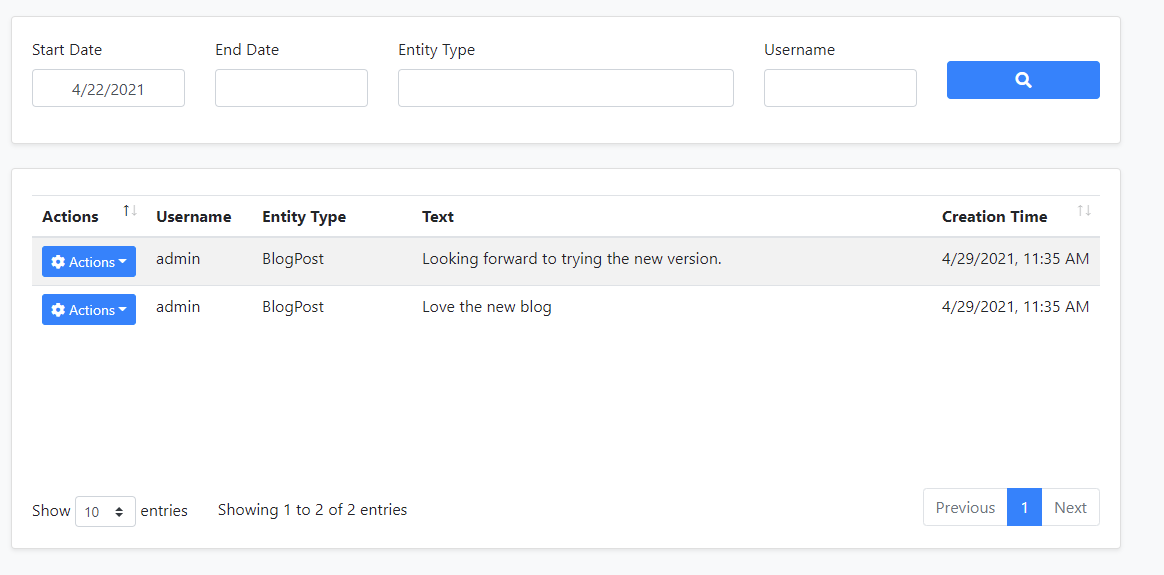 Start Date End Date Entity Type Username
4/22/2021
Actions Username Entity Type Text Creation Time
Actions admin BlogPost Looking forward to trying the new version. 4/29/2021, 11:35 AM
Actions admin BlogPost Love the new blog 4/29/2021, 11:35 AM
Show 10 entries Showing 1 to 2 of 2 entries Previous 1 Next